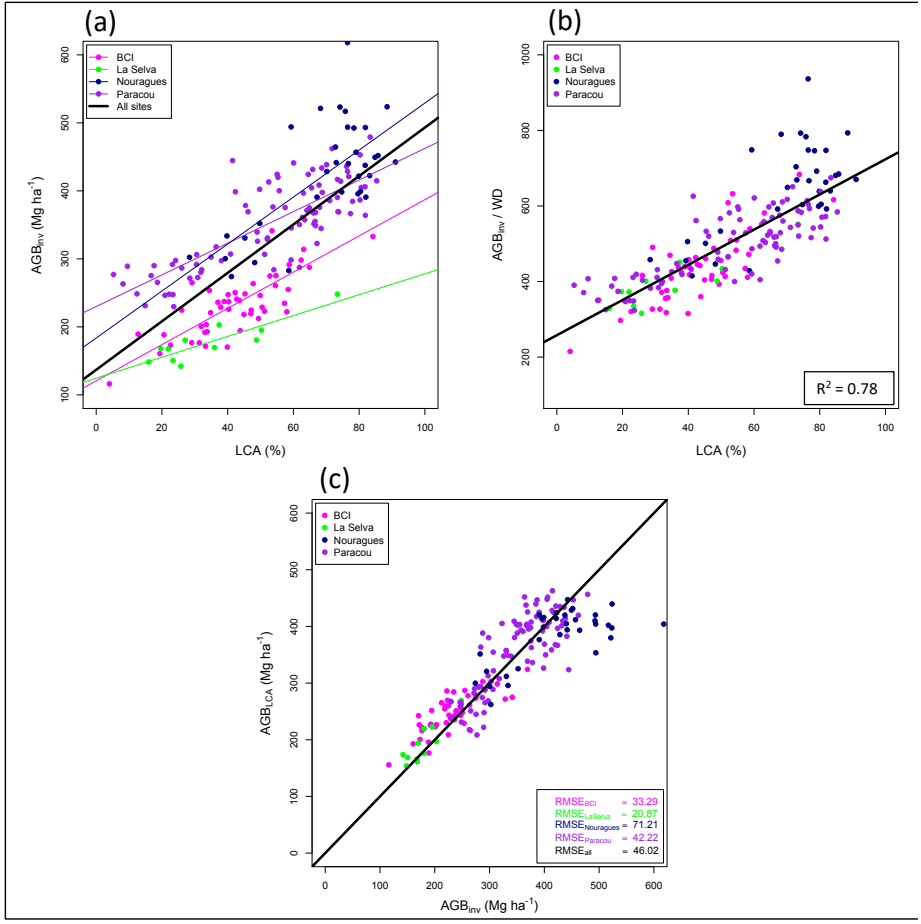 (a)
BCI
La Selva
Nouragues
Paracou
All sites
AGBinv (Mg ha⁻¹)
100 200 300 400 500 600
0 20 40 60 80 100
LCA (%)
(b)
BCI
La Selva
Nouragues
Paracou
AGBinv / WD
200 400 600 800 1000
R² = 0.78
0 20 40 60 80 100
LCA (%)
(c)
BCI
La Selva
Nouragues
Paracou
AGBLCA (Mg ha⁻¹)
0 100 200 300 400 500 600
RMSEBCI = 33.29
RMSELaSelva = 20.87
RMSENouragues = 71.21
RMSEParacou = 42.22
RMSEall = 46.02
0 100 200 300 400 500 600
AGBinv (Mg ha⁻¹)